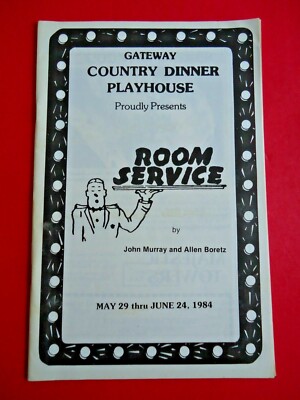 GATEWAY
COUNTRY DINNER
PLAYHOUSE
Proudly Presents
ROOM
SERVICE
by
John Murray and Allen Boretz
MAY 29 thru JUNE 24, 1984